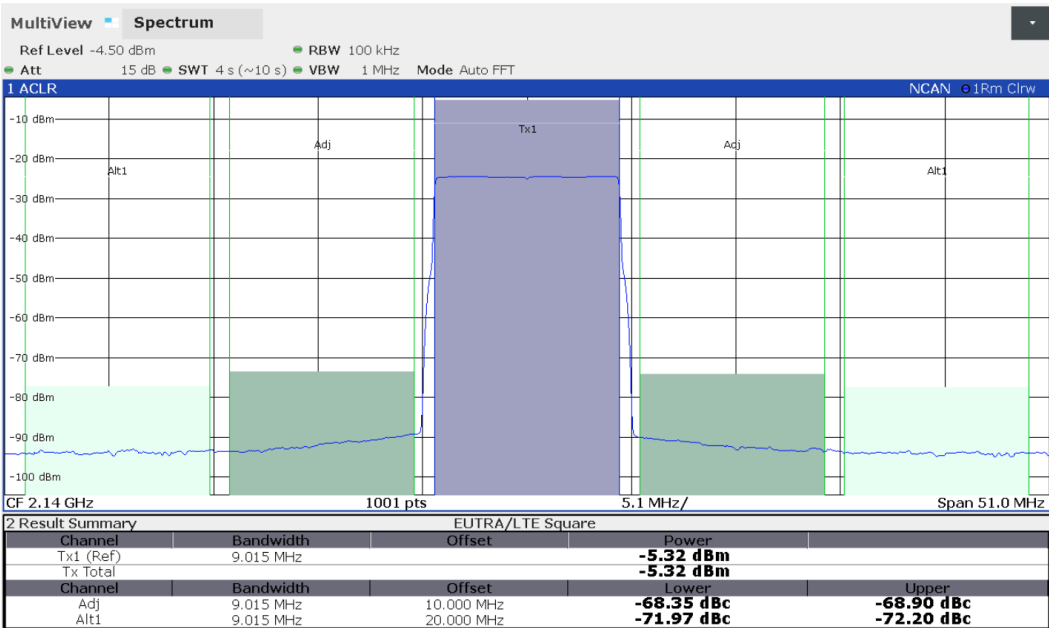 MultiView Spectrum
Ref Level -4.50 dBm RBW 100 kHz
Att 15 dB SWT 4 s (~10 s) VBW 1 MHz Mode Auto FFT
1 ACLR NCAN 1Rm Clrw
-10 dBm
Tx1
Adj Adj
-20 dBm
Alt1 Alt1
-30 dBm
-40 dBm
-50 dBm
-60 dBm
-70 dBm
-80 dBm
-90 dBm
-100 dBm
CF 2.14 GHz 1001 pts 5.1 MHz/ Span 51.0 MHz
2 Result Summary EUTRA/LTE Square
Channel Bandwidth Offset Power
Tx1 (Ref) 9.015 MHz -5.32 dBm
Tx Total -5.32 dBm
Channel Bandwidth Offset Lower Upper
Adj 9.015 MHz 10.000 MHz -68.35 dBc -68.90 dBc
Alt1 9.015 MHz 20.000 MHz -71.97 dBc -72.20 dBc